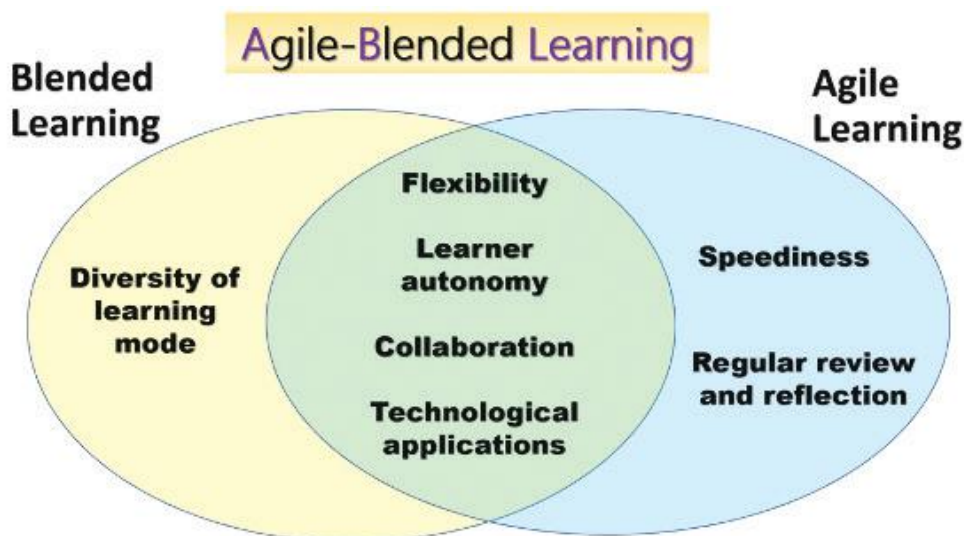 Agile-Blended Learning
Blended
Learning
Agile
Learning
Diversity of
learning
mode
Flexibility
Learner
autonomy
Collaboration
Technological
applications
Speediness
Regular review
and reflection